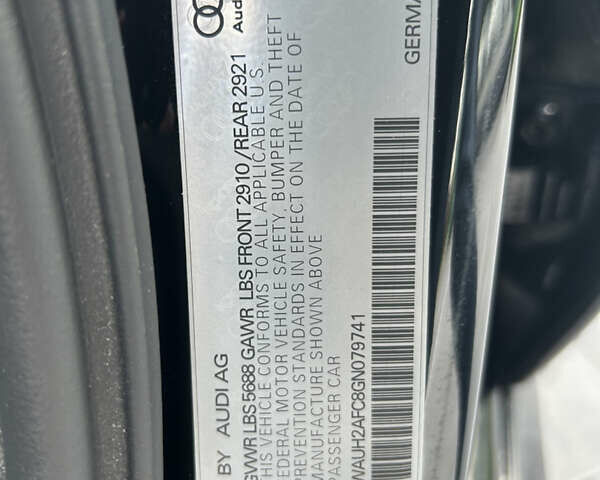 Aud
GERMA
BY AUDI AG
GVWR LBS 5688 GAWR LBS FRONT 2910/REAR 2921
THIS VEHICLE CONFORMS TO ALL APPLICABLE U.S.
FEDERAL MOTOR VEHICLE SAFETY, BUMPER AND THEFT
PREVENTION STANDARDS IN EFFECT ON THE DATE OF
MANUFACTURE SHOWN ABOVE
PASSENGER CAR
WAUH2AFC8GN079741